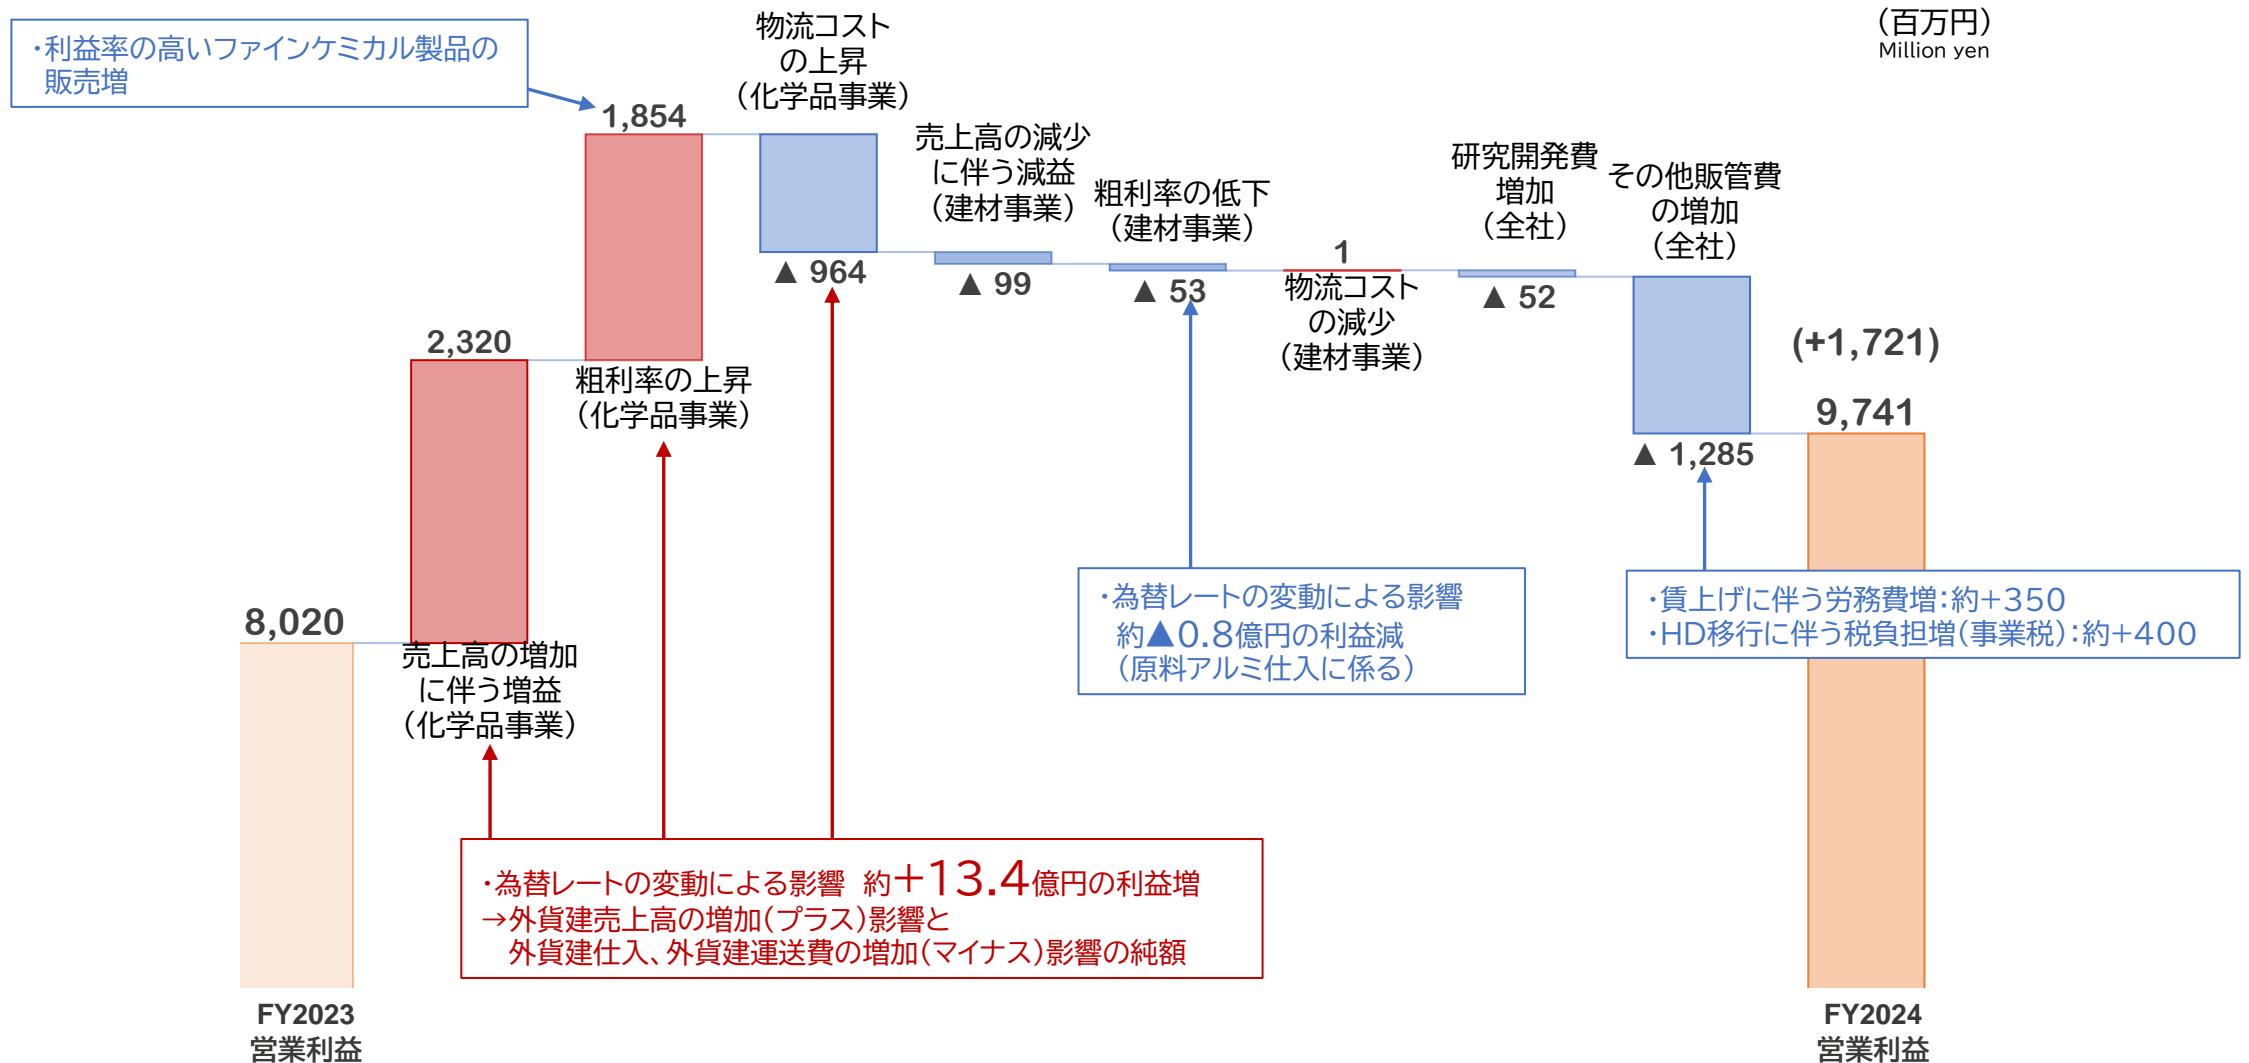 （百万円）
Million yen
・利益率の高いファインケミカル製品の
販売増
1,854
物流コスト
の上昇
（化学品事業）
▲ 964
売上高の減少
に伴う減益
（建材事業）
▲ 99
粗利率の低下
（建材事業）
▲ 53
1
物流コスト
の減少
（建材事業）
研究開発費
増加
（全社）
▲ 52
その他販管費
の増加
（全社）
▲ 1,285
(+1,721)
9,741
2,320
粗利率の上昇
（化学品事業）
8,020
売上高の増加
に伴う増益
（化学品事業）
・為替レートの変動による影響
約▲0.8億円の利益減
（原料アルミ仕入に係る）
・賃上げに伴う労務費増：約+350
・HD移行に伴う税負担増（事業税）：約+400
・為替レートの変動による影響 約＋13.4億円の利益増
→外貨建売上高の増加（プラス）影響と
外貨建仕入、外貨建運送費の増加（マイナス）影響の純額
FY2023
営業利益
FY2024
営業利益